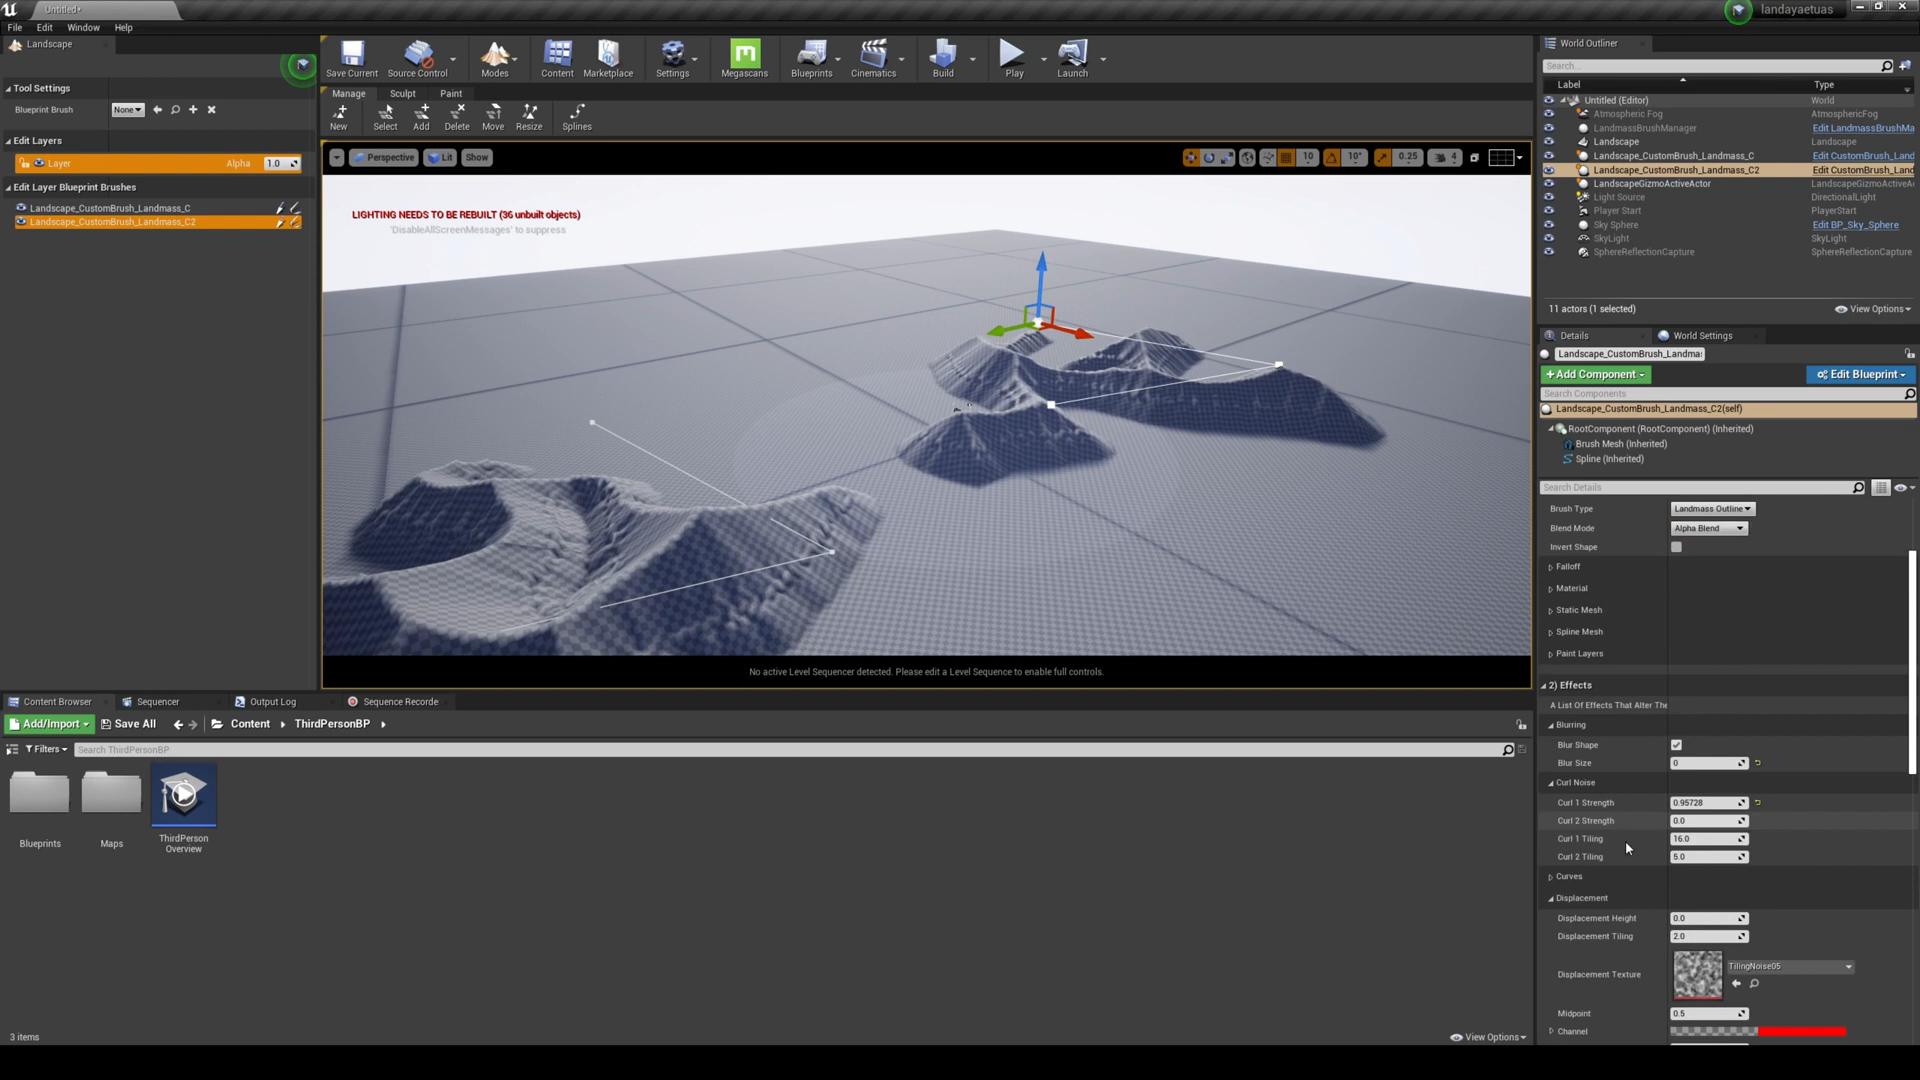 Untitled•
landayaetuas
File Edit Window Help
Landscape
Save Current Source Control Modes Content Marketplace Settings Megascans Blueprints Cinematics Build Play Launch
World Outliner
Search...
Label Type
Tool Settings
Blueprint Brush None
Manage Sculpt Paint
New Select Add Delete Move Resize Splines
Edit Layers
Layer Alpha 1.0
Edit Layer Blueprint Brushes
Landscape_CustomBrush_Landmass_C
Landscape_CustomBrush_Landmass_C2
Perspective Lit Show 10 10° 0.25 4
LIGHTING NEEDS TO BE REBUILT (36 unbuilt objects)
'DisableAllScreenMessages' to suppress
No active Level Sequencer detected. Please edit a Level Sequence to enable full controls.
Untitled (Editor) World
Atmospheric Fog AtmosphericFog
LandmassBrushManager Edit LandmassBrushMa
Landscape Landscape
Landscape_CustomBrush_Landmass_C Edit CustomBrush_Land
Landscape_CustomBrush_Landmass_C2 Edit CustomBrush_Land
LandscapeGizmoActiveActor LandscapeGizmoActiveA
Light Source DirectionalLight
Player Start PlayerStart
Sky Sphere Edit BP_Sky_Sphere
SkyLight SkyLight
SphereReflectionCapture SphereReflectionCapture
11 actors (1 selected) View Options
Details World Settings
Landscape_CustomBrush_Landmas
+Add Component Edit Blueprint
Search Components
Landscape_CustomBrush_Landmass_C2(self)
RootComponent (RootComponent) (Inherited)
Brush Mesh (Inherited)
Spline (Inherited)
Search Details
Brush Type Landmass Outline
Blend Mode Alpha Blend
Invert Shape
Falloff
Material
Static Mesh
Spline Mesh
Paint Layers
2) Effects
A List Of Effects That Alter The
Blurring
Blur Shape
Blur Size 0
Curl Noise
Curl 1 Strength 0.95728
Curl 2 Strength 0.0
Curl 1 Tiling 16.0
Curl 2 Tiling 5.0
Curves
Displacement
Displacement Height 0.0
Displacement Tiling 2.0
Displacement Texture TilingNoise05
Midpoint 0.5
Channel
Content Browser Sequencer Output Log Sequence Recorde
Add/Import Save All Content ThirdPersonBP
Filters Search ThirdPersonBP
Blueprints Maps ThirdPerson
Overview
3 items View Options